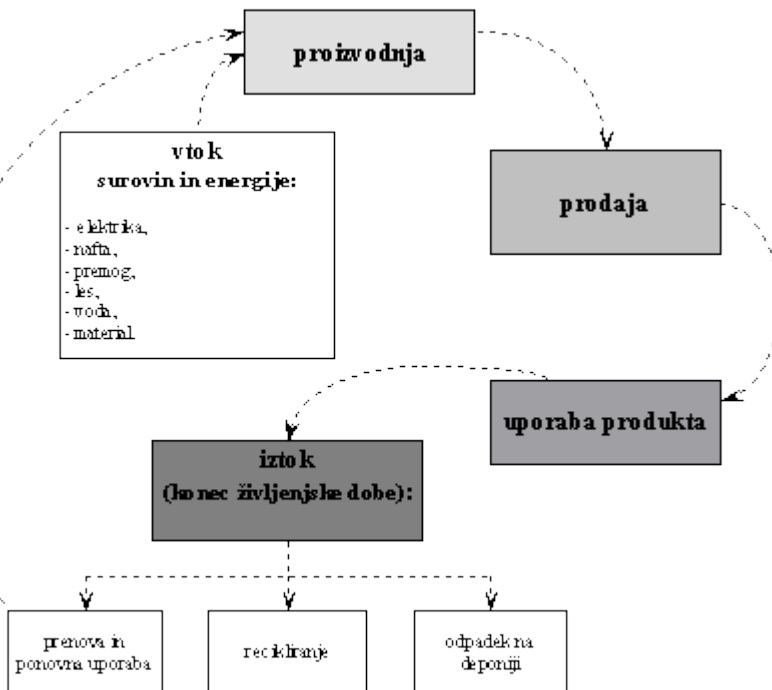 proizvodnja
vtok
surovin in energije:
- elektrika,
- nafta,
- premog,
- les,
- voda,
- material
prodaja
uporaba produkta
iztok
(konec življenjske dobe):
prenova in
ponovna uporaba
recikliranje
odpadek na
deponiji